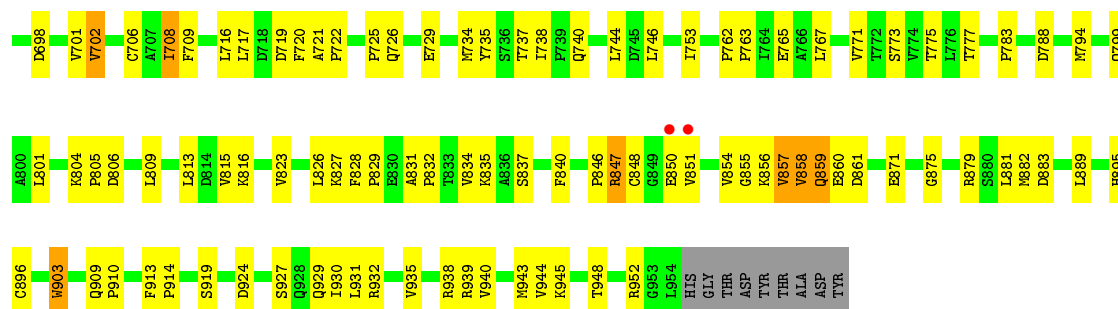 D698 V701 V702 C706 A707 I708 F709 L716 L717 D718 D719 F720 A721 P722 P725 Q726 E729 M734 Y735 S736 T737 I738 P739 Q740 L744 D745 L746 I753 P762 P763 I764 E765 A766 L767 V771 T772 S773 V774 T775 L776 T777 P783 D788 M794 Q799
A800 L801 K804 P805 D806 L809 L813 D814 V815 K816 V823 L826 K827 F828 P829 E830 A831 P832 T833 V834 K835 A836 S837 F840 P846 R847 C848 G849 E850 V851 V854 G855 K856 V857 V858 Q859 E860 D861 E871 G875 R879 S880 L881 M882 D883 L889 H895
C896 W903 Q909 P910 F913 P914 S919 D924 S927 Q928 Q929 I930 L931 R932 V935 R938 R939 V940 M943 V944 K945 T948 R952 G953 L954 HIS GLY THR ASP TYR THR ALA ASP TYR